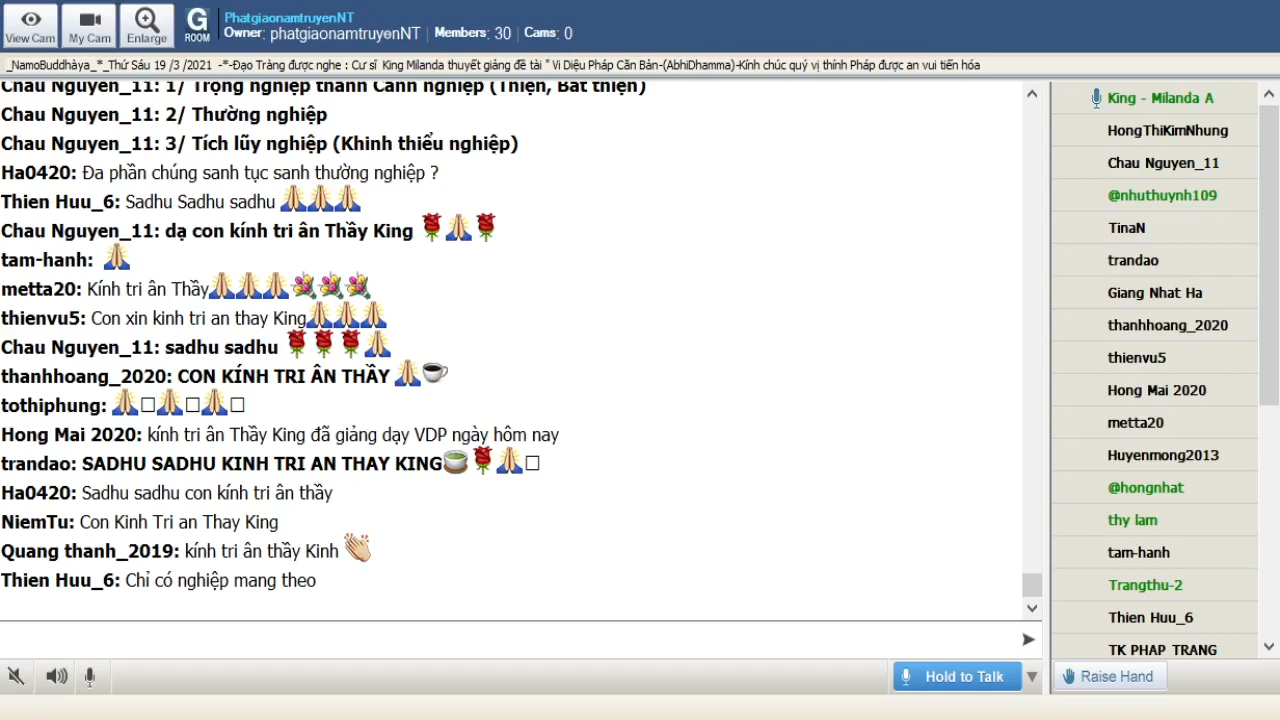 View Cam
My Cam
Enlarge
G ROOM
PhatgiaonamtruyenNT
Owner: phatgiaonamtruyenNT | Members: 30 | Cams: 0
_NamoBuddhàya_*_Thứ Sáu 19 /3 /2021 -*-Đạo Tràng được nghe : Cư sĩ King Milanda thuyết giảng đề tài " Vi Diệu Pháp Căn Bản-(AbhiDhamma)-Kính chúc quý vị thính Pháp được an vui tiến hóa
Chau Nguyen_11: 1/ Trọng nghiệp thành Cảnh nghiệp (Thiện, Bất thiện)
Chau Nguyen_11: 2/ Thường nghiệp
Chau Nguyen_11: 3/ Tích lũy nghiệp (Khinh thiểu nghiệp)
Ha0420: Đa phần chúng sanh tục sanh thường nghiệp ?
Thien Huu_6: Sadhu Sadhu sadhu 🙏🙏🙏
Chau Nguyen_11: dạ con kính tri ân Thầy King 🌹🙏🌹
tam-hanh: 🙏
metta20: Kính tri ân Thầy🙏🙏🙏💐💐💐
thienvu5: Con xin kinh tri an thay King🙏🙏🙏
Chau Nguyen_11: sadhu sadhu 🌹🌹🌹🙏
thanhhoang_2020: CON KÍNH TRI ÂN THẦY 🙏☕
tothiphung: 🙏□🙏□🙏□
Hong Mai 2020: kính tri ân Thầy King đã giảng dạy VDP ngày hôm nay
trandao: SADHU SADHU KINH TRI AN THAY KING🍵🌹🙏□
Ha0420: Sadhu sadhu con kính tri ân thầy
NiemTu: Con Kinh Tri an Thay King
Quang thanh_2019: kính tri ân thầy Kinh 👏
Thien Huu_6: Chỉ có nghiệp mang theo
King - Milanda A
HongThiKimNhung
Chau Nguyen_11
@nhuthuynh109
TinaN
trandao
Giang Nhat Ha
thanhhoang_2020
thienvu5
Hong Mai 2020
metta20
Huyenmong2013
@hongnhat
thy lam
tam-hanh
Trangthu-2
Thien Huu_6
TK PHAP TRANG
Hold to Talk
Raise Hand